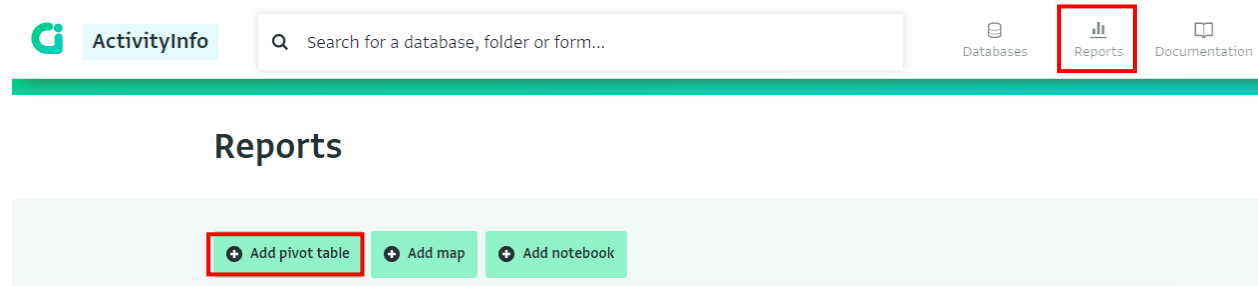 ActivityInfo
Search for a database, folder or form...
Databases
Reports
Documentation
Reports
Add pivot table
Add map
Add notebook